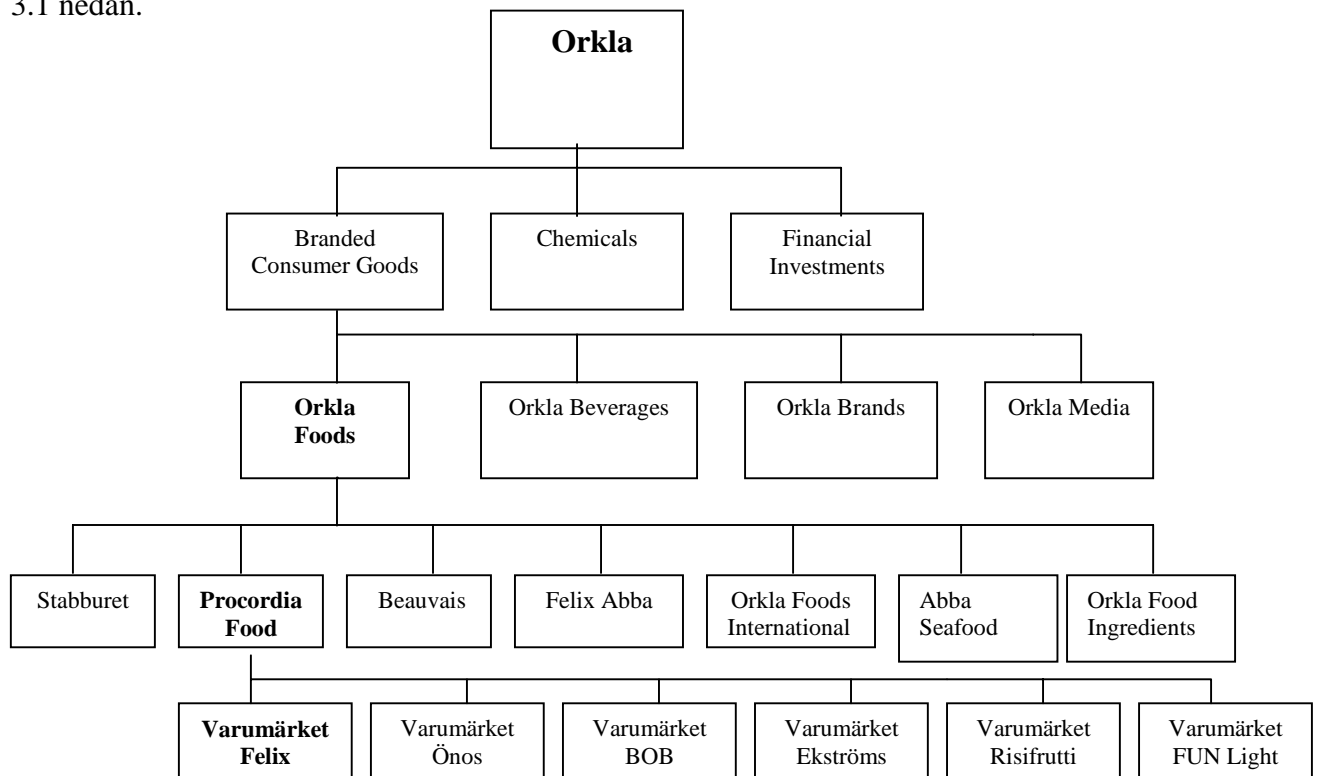 3.1 nedan.
Orkla
Branded
Consumer Goods
Chemicals
Financial
Investments
Orkla
Foods
Orkla Beverages
Orkla Brands
Orkla Media
Stabburet
Procordia
Food
Beauvais
Felix Abba
Orkla Foods
International
Abba
Seafood
Orkla Food
Ingredients
Varumärket
Felix
Varumärket
Önos
Varumärket
BOB
Varumärket
Ekströms
Varumärket
Risifrutti
Varumärket
FUN Light